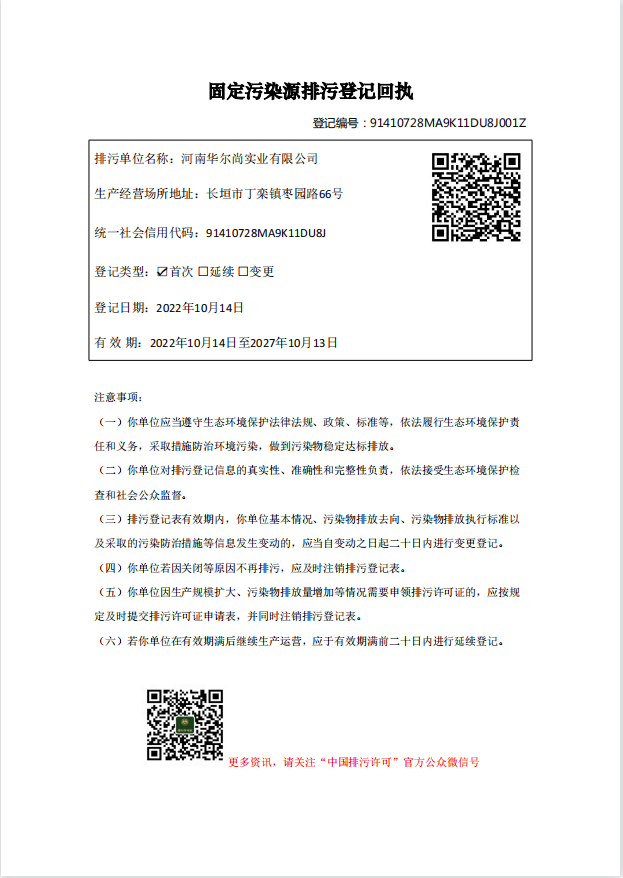 固定污染源排污登记回执
登记编号：91410728MA9K11DU8J001Z
排污单位名称：河南华尔尚实业有限公司
生产经营场所地址：长垣市丁栾镇枣园路66号
统一社会信用代码：91410728MA9K11DU8J
登记类型：☑首次 ☐延续 ☐变更
登记日期：2022年10月14日
有 效 期：2022年10月14日至2027年10月13日
注意事项：
（一）你单位应当遵守生态环境保护法律法规、政策、标准等，依法履行生态环境保护责
任和义务，采取措施防治环境污染，做到污染物稳定达标排放。
（二）你单位对排污登记信息的真实性、准确性和完整性负责，依法接受生态环境保护检
查和社会公众监督。
（三）排污登记表有效期内，你单位基本情况、污染物排放去向、污染物排放执行标准以
及采取的污染防治措施等信息发生变动的，应当自变动之日起二十日内进行变更登记。
（四）你单位若因关闭等原因不再排污，应及时注销排污登记表。
（五）你单位因生产规模扩大、污染物排放量增加等情况需要申领排污许可证的，应按规
定及时提交排污许可证申请表，并同时注销排污登记表。
（六）若你单位在有效期满后继续生产运营，应于有效期满前二十日内进行延续登记。
更多资讯，请关注“中国排污许可”官方公众微信号